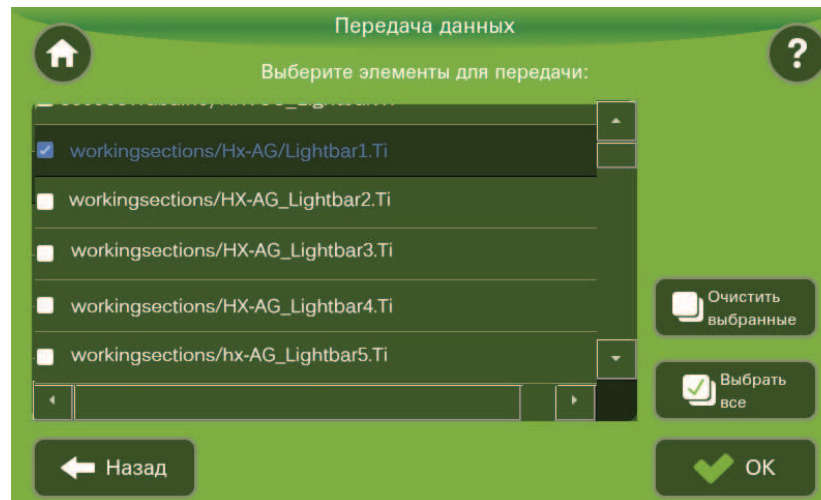 Передача данных
?
Выберите элементы для передачи:
workingsections/Hx-AG/Lightbar1.Ti
workingsections/HX-AG_Lightbar2.Ti
workingsections/HX-AG_Lightbar3.Ti
workingsections/HX-AG_Lightbar4.Ti
workingsections/hx-AG_Lightbar5.Ti
Очистить
выбранные
Выбрать
все
Назад
OK